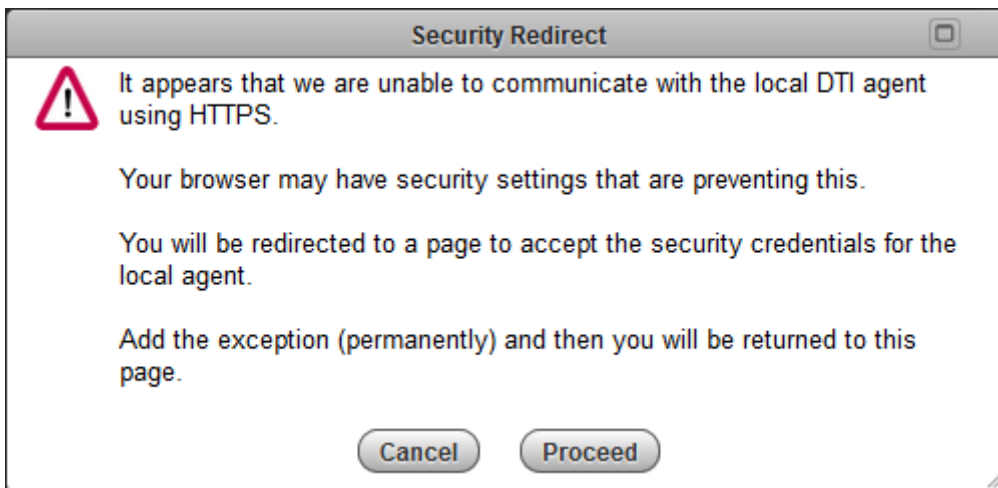 Security Redirect
It appears that we are unable to communicate with the local DTI agent
using HTTPS.
Your browser may have security settings that are preventing this.
You will be redirected to a page to accept the security credentials for the
local agent.
Add the exception (permanently) and then you will be returned to this
page.
Cancel Proceed